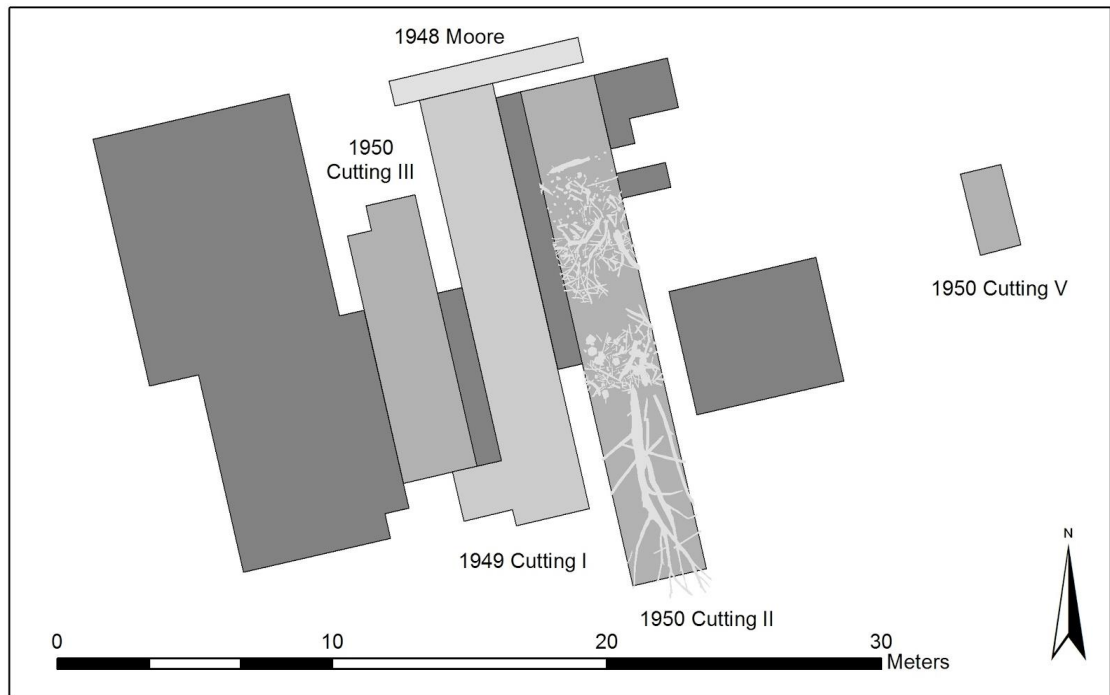 1948 Moore
1950
Cutting III
1950 Cutting V
1949 Cutting I
1950 Cutting II
N
0 10 20 30
Meters